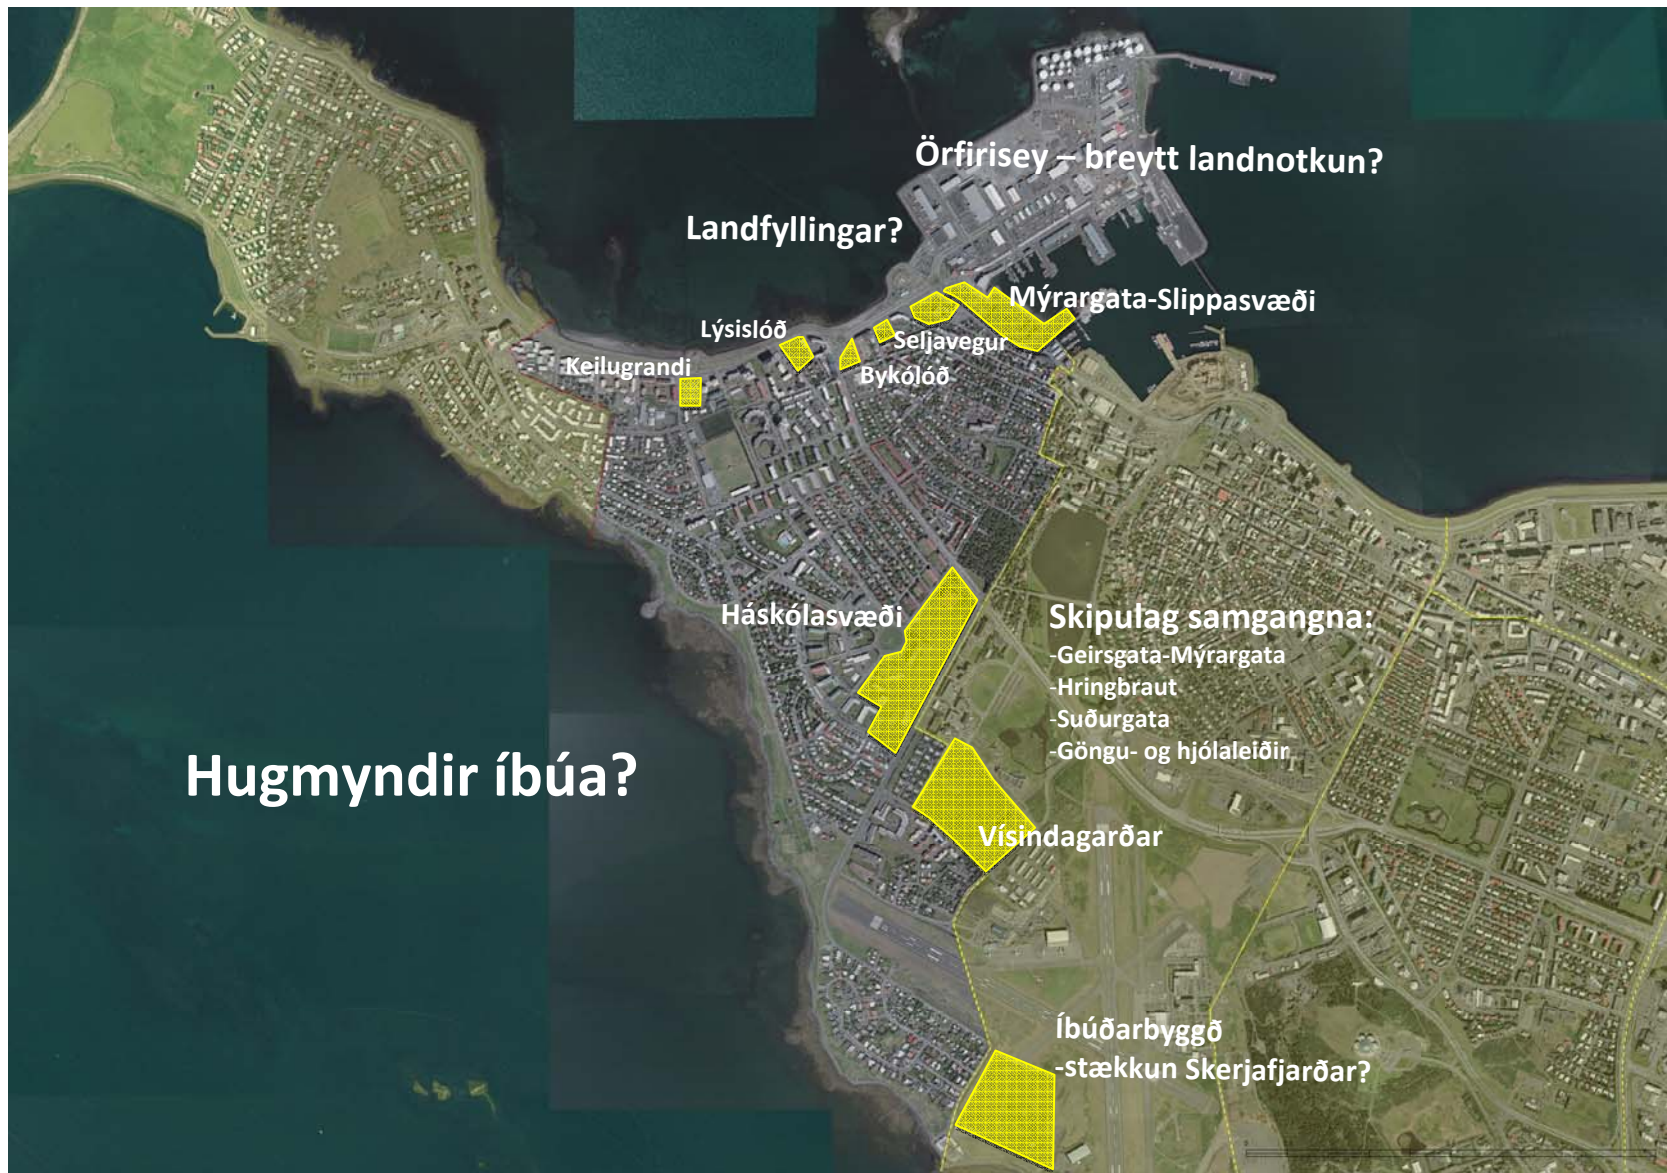 Örfirisey – breytt landnotkun?
Landfyllingar?
Mýrargata-Slippasvæði
Lýsislóð
Seljavegur
Keilugrandi
Bykólóð
Háskólasvæði
Skipulag samgangna:
-Geirsgata-Mýrargata
-Hringbraut
-Suðurgata
-Göngu- og hjólaleiðir
Hugmyndir íbúa?
Vísindagarðar
Íbúðarbyggð
-stækkun Skerjafjarðar?